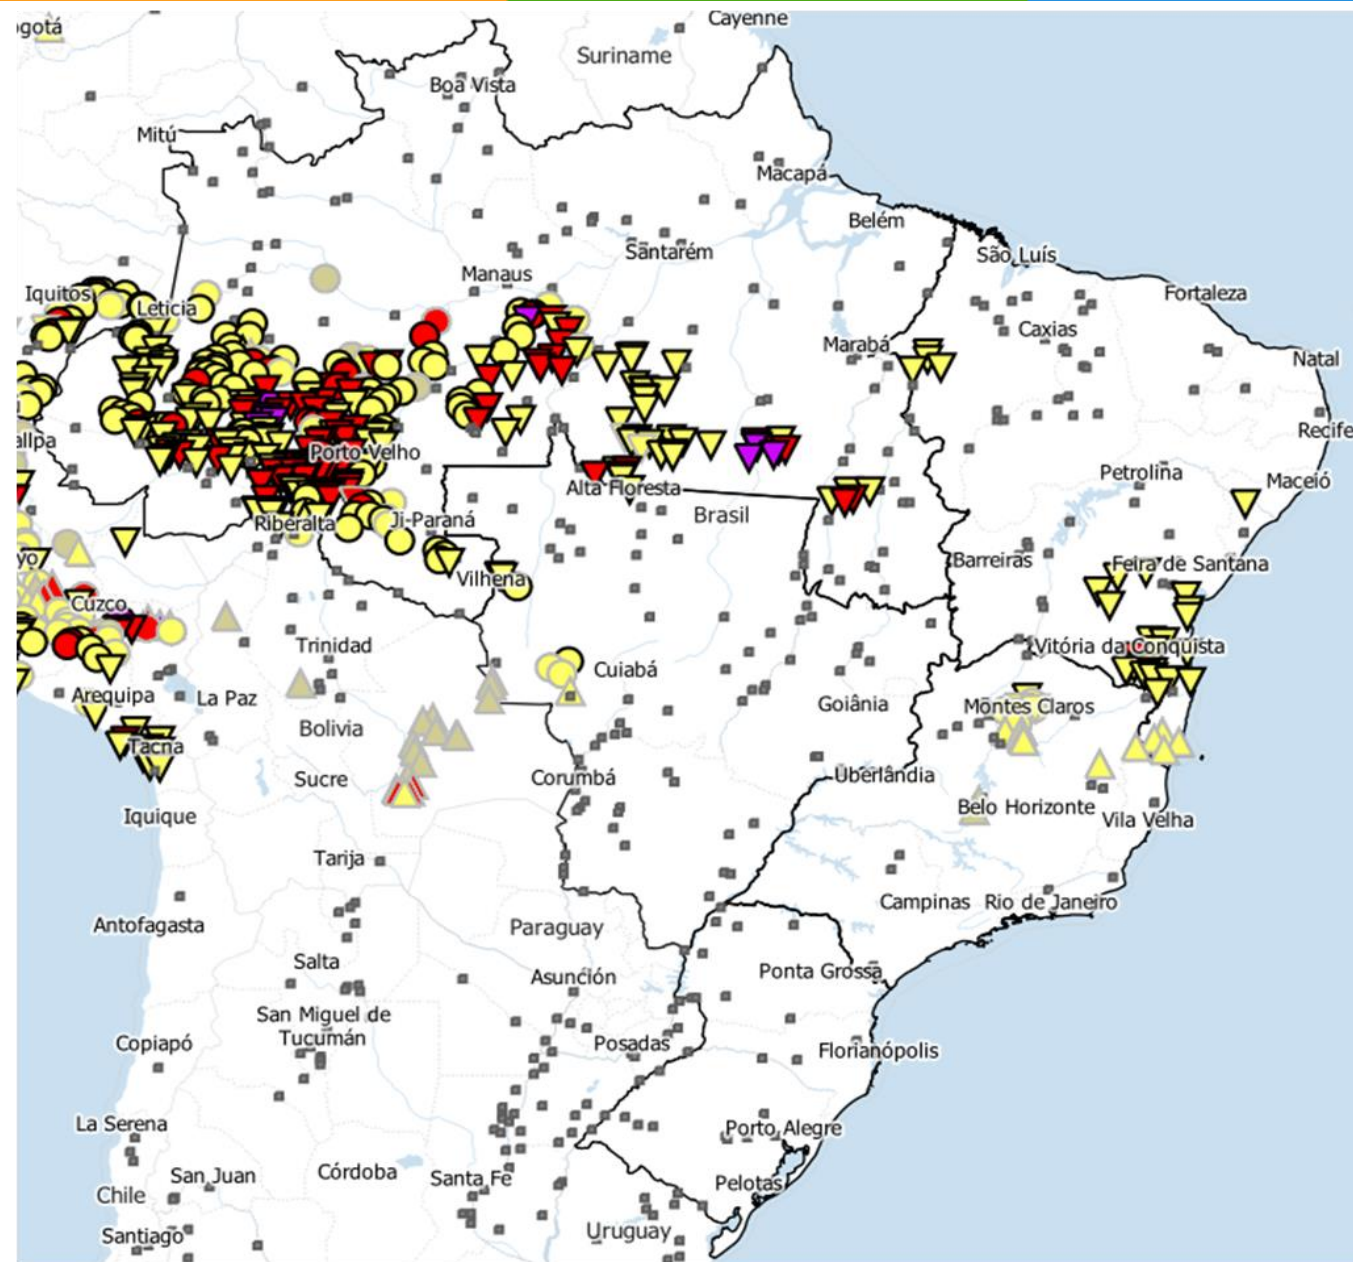 Cayenne
ogotá
Suriname
Boa Vista
Mitú
Macapá
Belém
Santarém
São Luís
Manaus
Iquitos
Leticia
Fortaleza
Caxias
Marabá
Natal
Recife
allpa
Porto Velho
Petrolina
Maceió
Alta Floresta
Brasil
Riberalta
Ji-Paraná
yo
Barreiras
Feira de Santana
Vilhena
Cuzco
Trinidad
Vitória da Conquista
Cuiabá
Arequipa
La Paz
Goiânia
Montes Claros
Bolivia
Tacna
Sucre
Corumbá
Uberlândia
Iquique
Belo Horizonte
Vila Velha
Tarija
Campinas
Rio de Janeiro
Antofagasta
Paraguay
Salta
Asunción
Ponta Grossa
San Miguel de
Tucumán
Copiapó
Posadas
Florianópolis
La Serena
Porto Alegre
San Juan
Córdoba
Santa Fe
Pelotas
Chile
Santiago
Uruguay